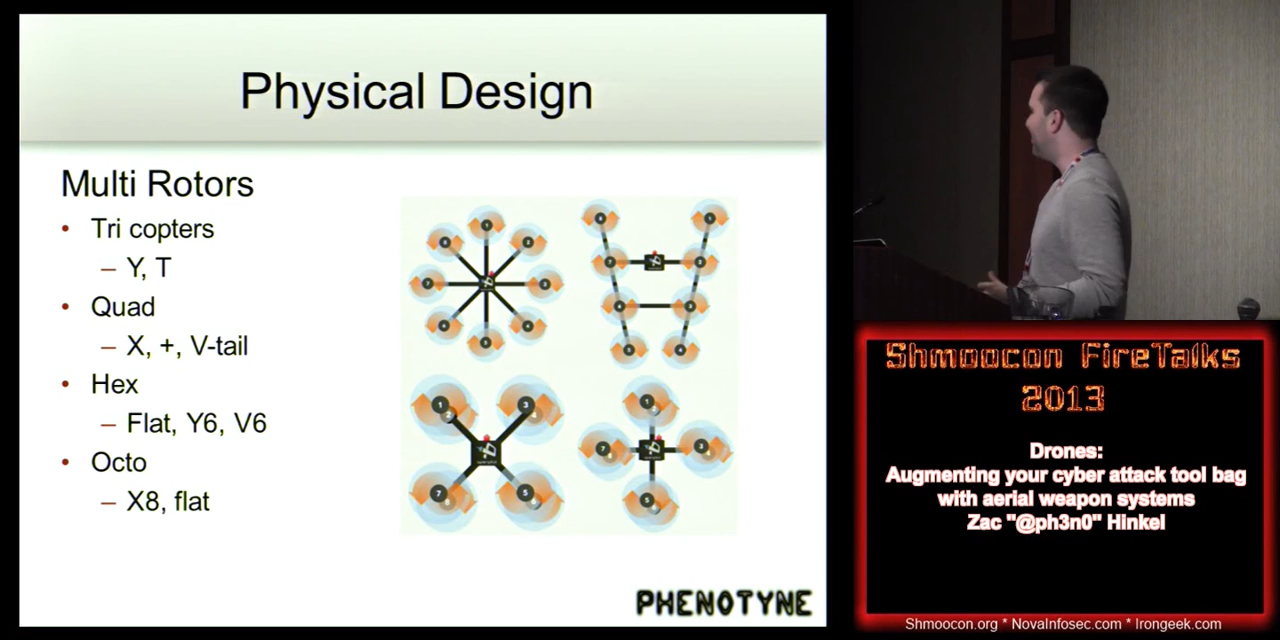 Physical Design
Multi Rotors
• Tri copters
– Y, T
• Quad
– X, +, V-tail
• Hex
– Flat, Y6, V6
• Octo
– X8, flat
PHENOTYNE
Shmoocon FireTalks
2013
Drones:
Augmenting your cyber attack tool bag
with aerial weapon systems
Zac "@ph3n0" Hinkel
Shmoocon.org * NovaInfosec.com * Irongeek.com